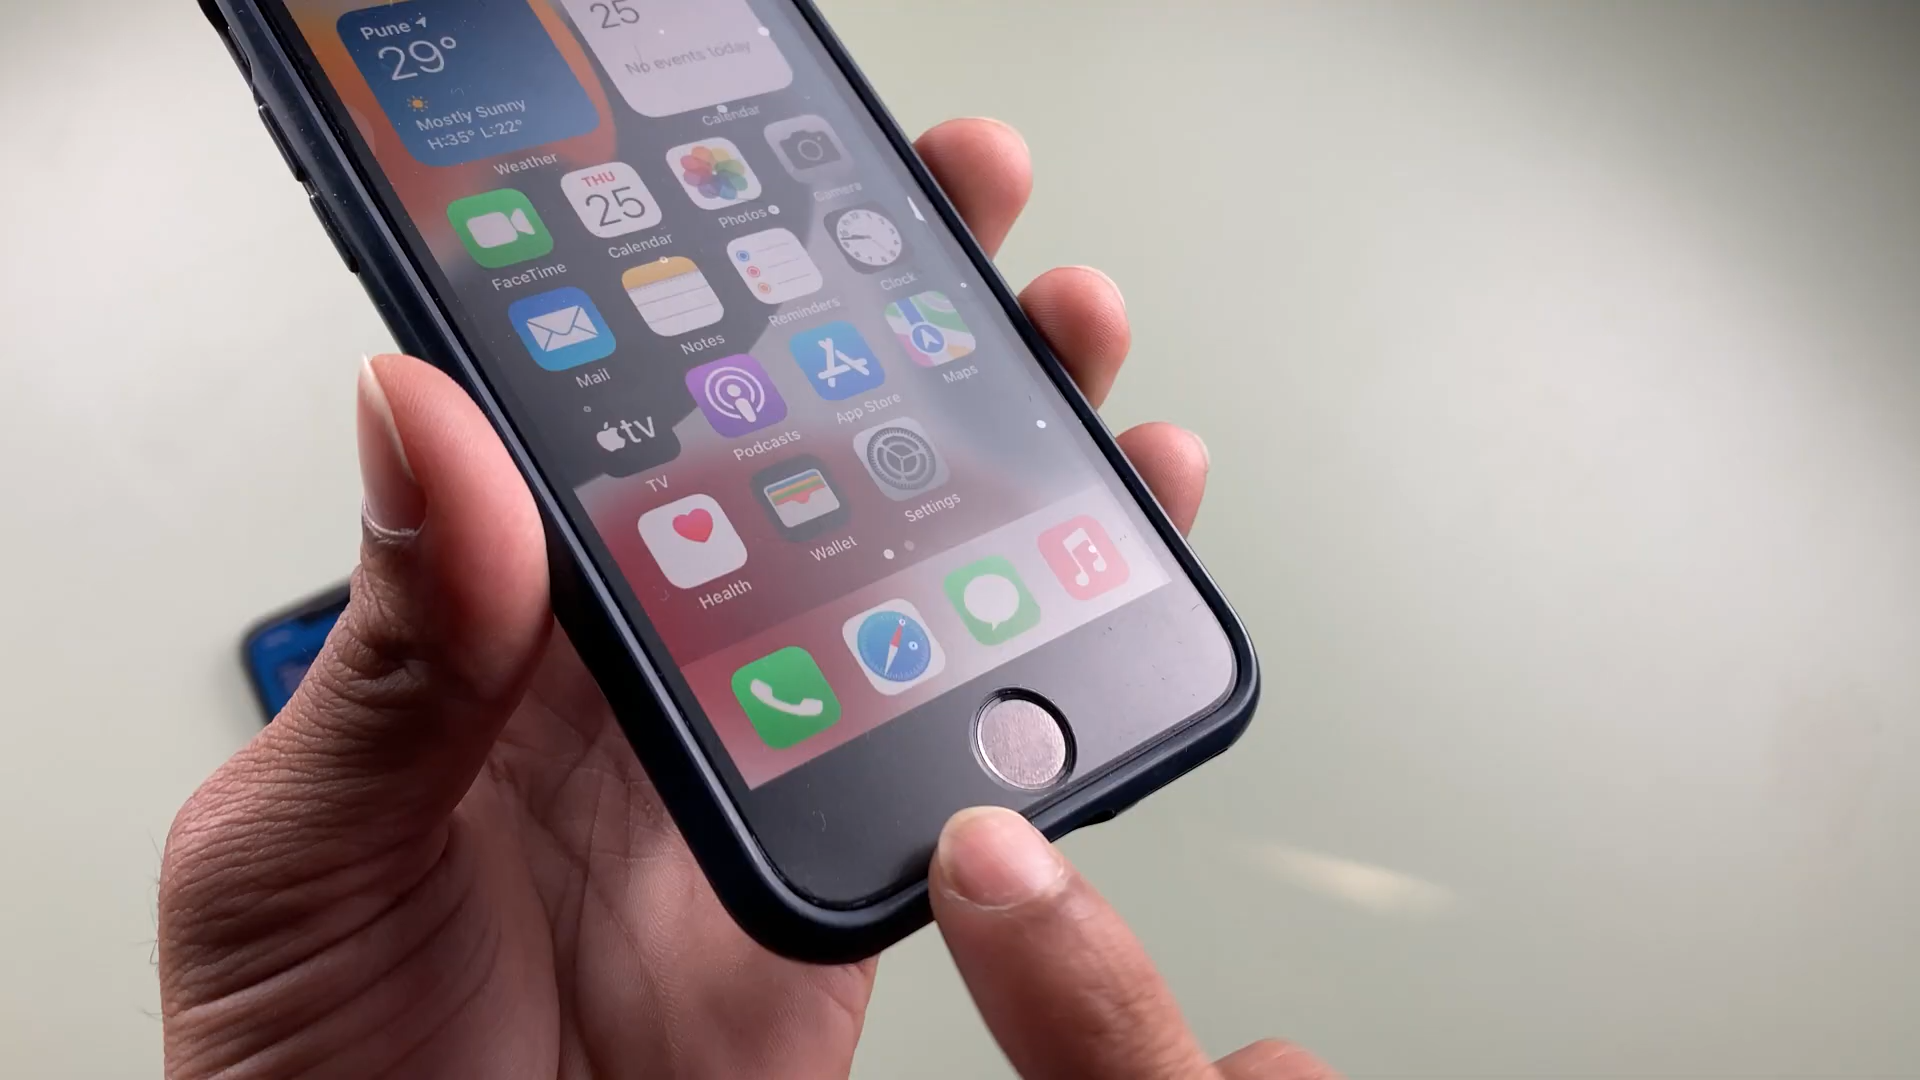 Pune
29°
Mostly Sunny
H:35° L:22°
Weather
25
No events today
Calendar
FaceTime
THU
25
Calendar
Photos
Camera
Mail
Notes
Reminders
Clock
tv
TV
Podcasts
App Store
Maps
Health
Wallet
Settings